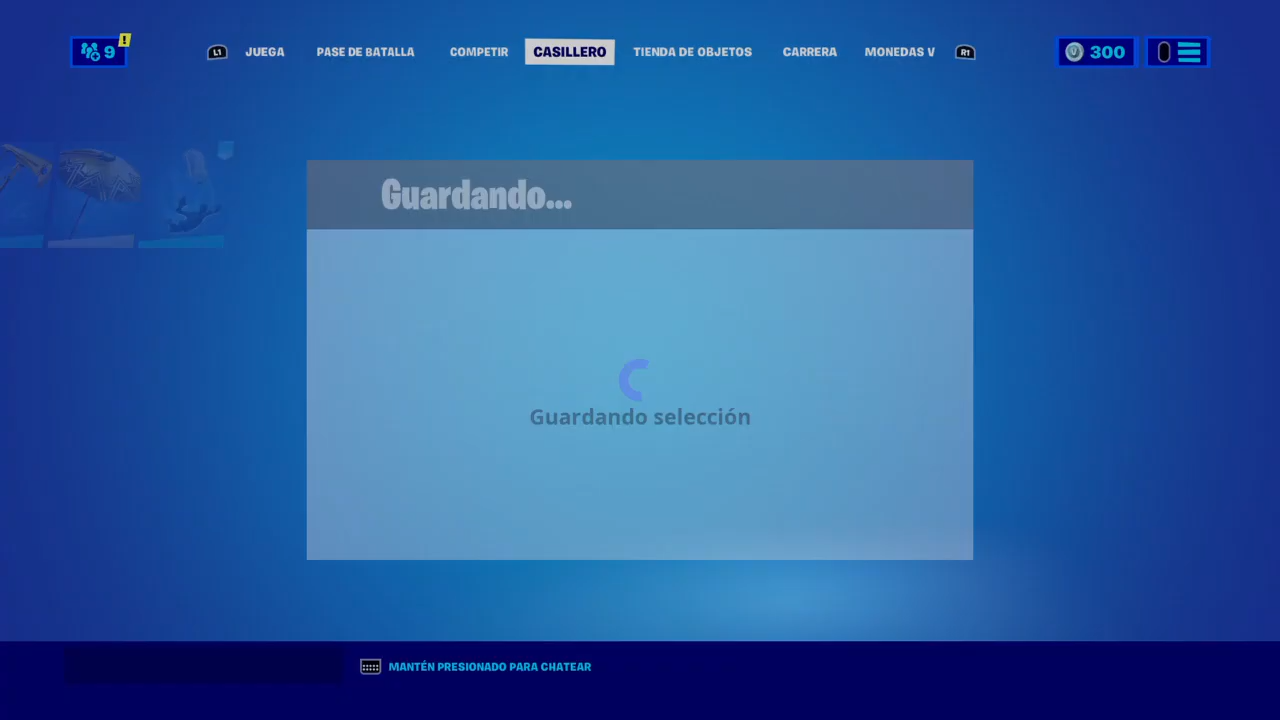 9
!
L1
JUEGA
PASE DE BATALLA
COMPETIR
CASILLERO
TIENDA DE OBJETOS
CARRERA
MONEDAS V
R1
300
Guardando...
Guardando selección
MANTÉN PRESIONADO PARA CHATEAR